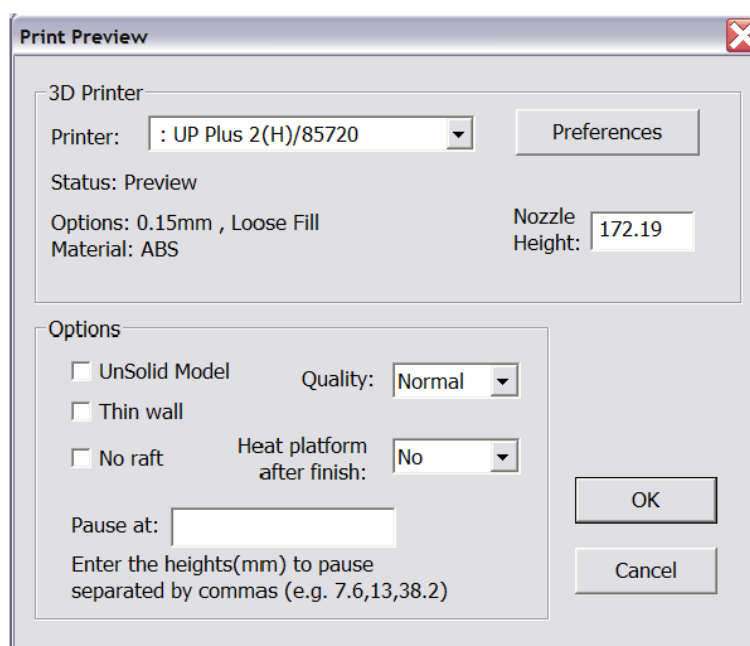 Print Preview
3D Printer
Printer: : UP Plus 2(H)/85720 Preferences
Status: Preview
Options: 0.15mm , Loose Fill
Material: ABS
Nozzle
Height: 172.19
Options
UnSolid Model
Quality: Normal
Thin wall
No raft
Heat platform
after finish: No
OK
Pause at:
Enter the heights(mm) to pause
separated by commas (e.g. 7.6,13,38.2)
Cancel